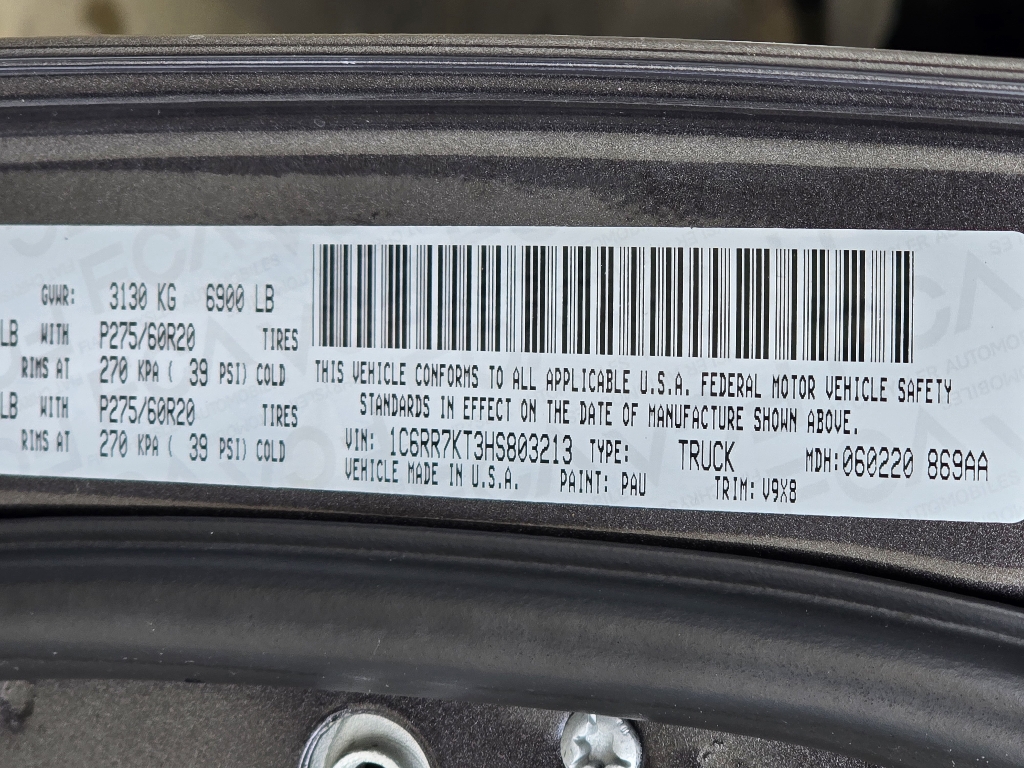 GVWR: 3130 KG 6900 LB
LB WITH P275/60R20 TIRES
RIMS AT 270 KPA ( 39 PSI) COLD
LB WITH P275/60R20 TIRES
RIMS AT 270 KPA ( 39 PSI) COLD
THIS VEHICLE CONFORMS TO ALL APPLICABLE U.S.A. FEDERAL MOTOR VEHICLE SAFETY
STANDARDS IN EFFECT ON THE DATE OF MANUFACTURE SHOWN ABOVE.
VIN: 1C6RR7KT3HS803213 TYPE: TRUCK MDH:060220 869AA
VEHICLE MADE IN U.S.A. PAINT: PAU TRIM: V9X8